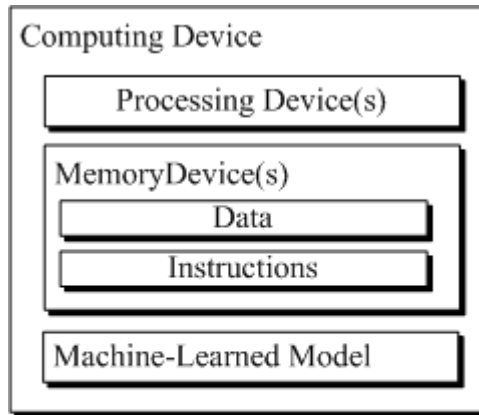 Computing Device
Processing Device(s)
MemoryDevice(s)
Data
Instructions
Machine-Learned Model